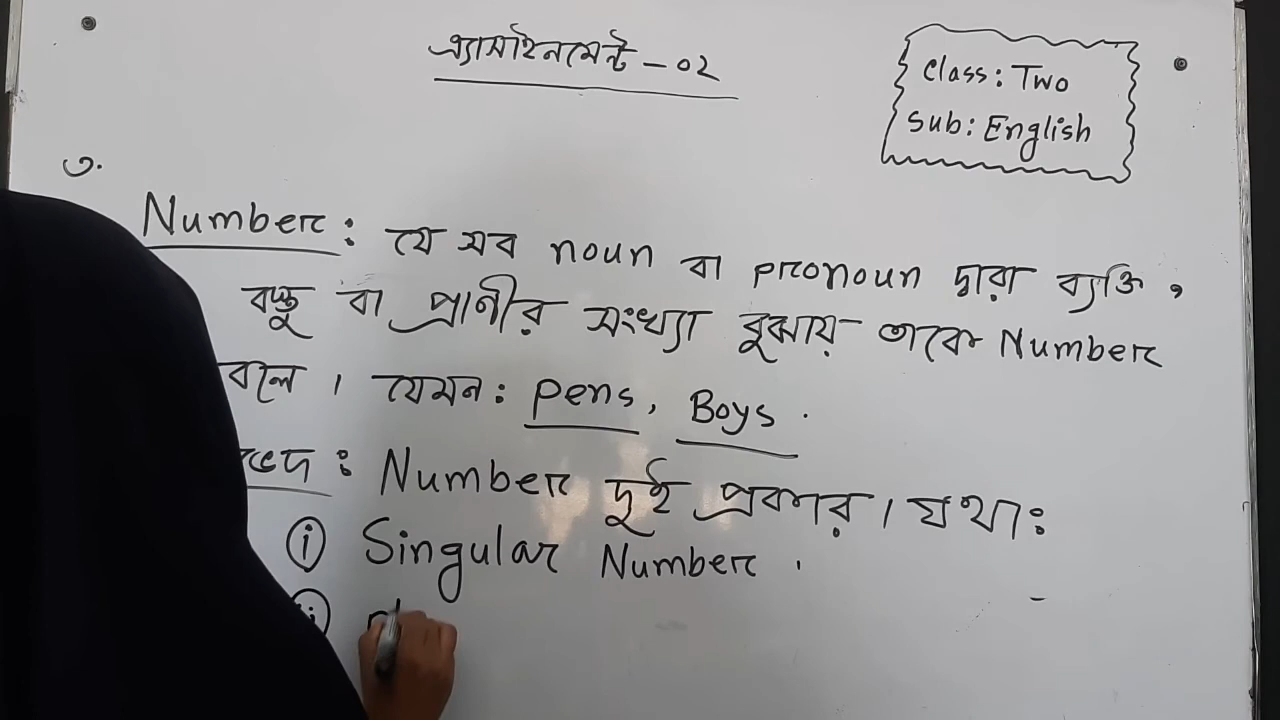 এ্যাসাইনমেন্ট - ০২
Class: Two
Sub: English
৩.
Number: যে সব noun বা pronoun দ্বারা ব্যক্তি,
বস্তু বা প্রাণীর সংখ্যা বুঝায় তাকে Number
বলে। যেমন: pens, Boys.
ভেদ: Number দুই প্রকার। যথা:
i Singular Number.
ii